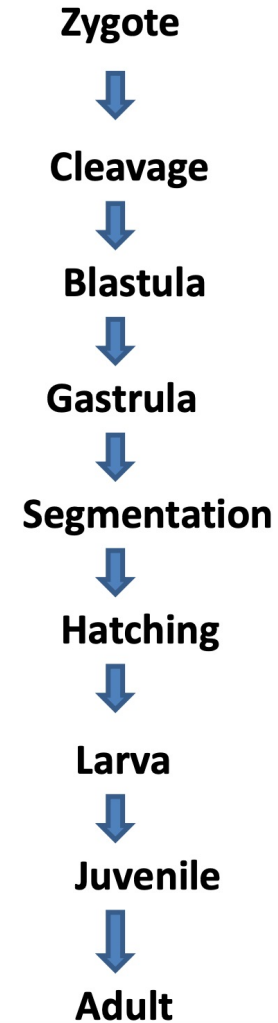 Zygote
Cleavage
Blastula
Gastrula
Segmentation
Hatching
Larva
Juvenile
Adult